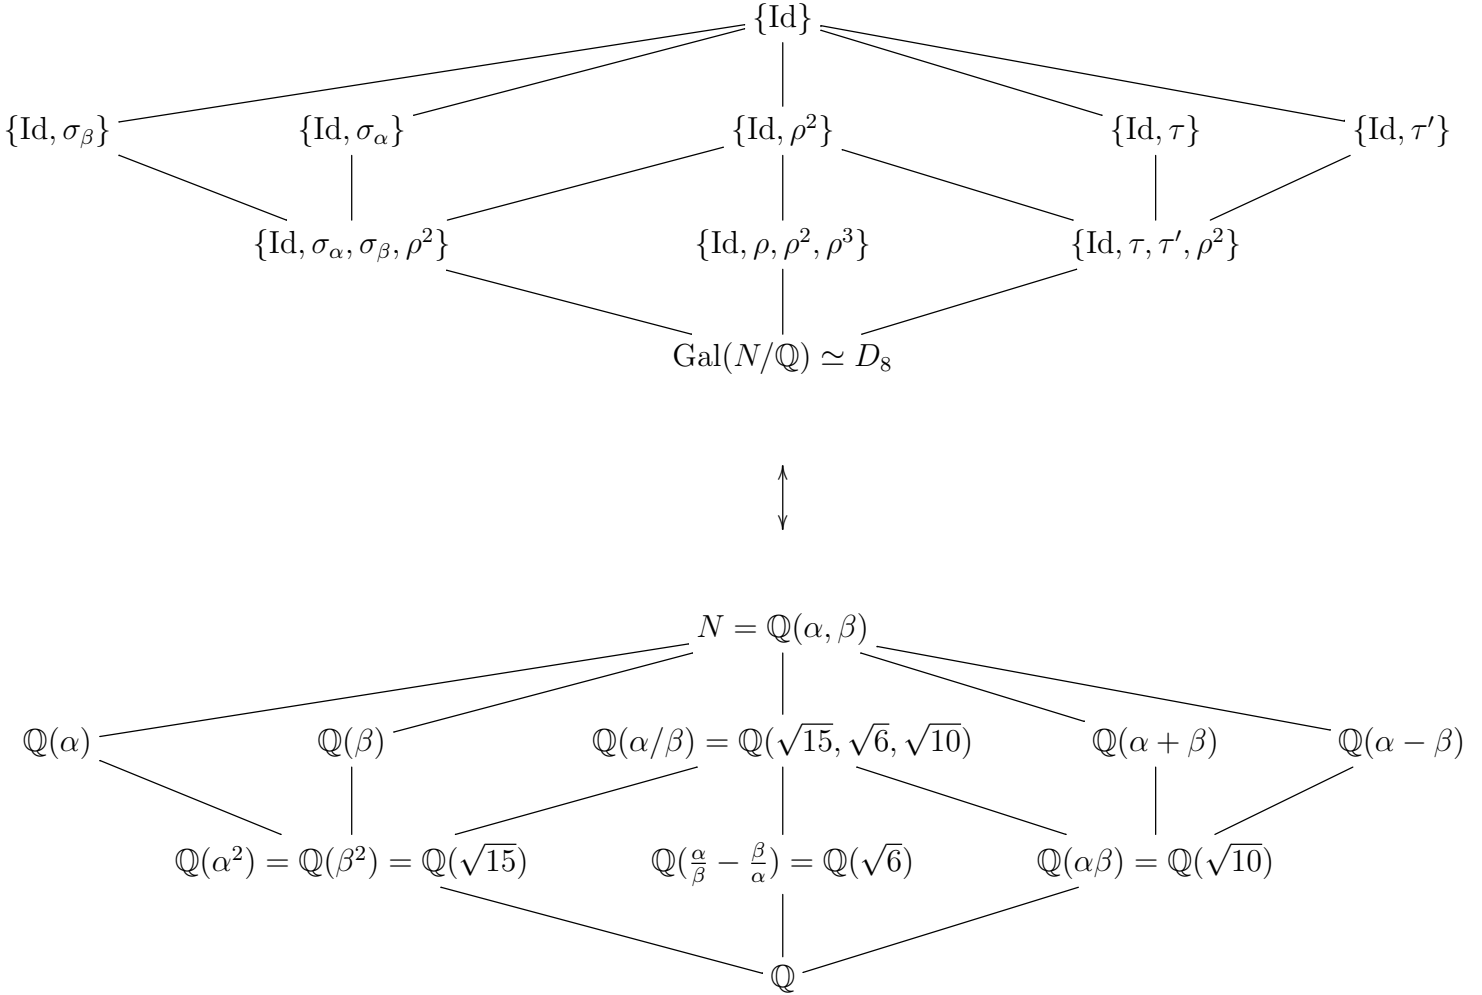 {Id}
{Id, σ_β} {Id, σ_α} {Id, ρ²} {Id, τ} {Id, τ′}
{Id, σ_α, σ_β, ρ²} {Id, ρ, ρ², ρ³} {Id, τ, τ′, ρ²}
Gal(N/ℚ) ≃ D₈
N = ℚ(α, β)
ℚ(α) ℚ(β) ℚ(α/β) = ℚ(√15, √6, √10) ℚ(α + β) ℚ(α − β)
ℚ(α²) = ℚ(β²) = ℚ(√15) ℚ(α/β − β/α) = ℚ(√6) ℚ(αβ) = ℚ(√10)
ℚ